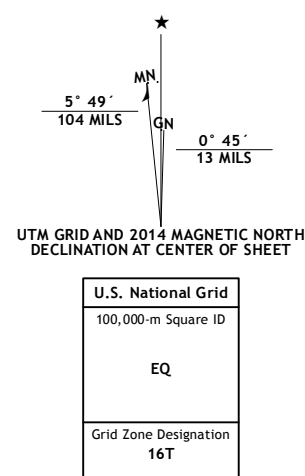 ★
MN.
5° 49´
104 MILS
GN
0° 45´
13 MILS
UTM GRID AND 2014 MAGNETIC NORTH
DECLINATION AT CENTER OF SHEET
U.S. National Grid
100,000-m Square ID
EQ
Grid Zone Designation
16T